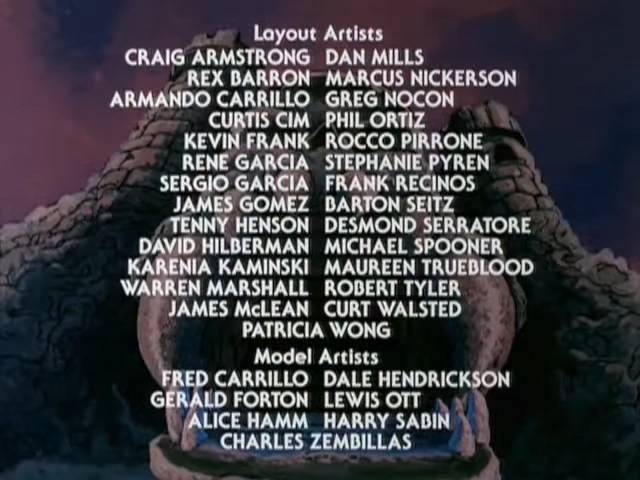 Layout Artists
CRAIG ARMSTRONG DAN MILLS
REX BARRON MARCUS NICKERSON
ARMANDO CARRILLO GREG NOCON
CURTIS CIM PHIL ORTIZ
KEVIN FRANK ROCCO PIRRONE
RENE GARCIA STEPHANIE PYREN
SERGIO GARCIA FRANK RECINOS
JAMES GOMEZ BARTON SEITZ
TENNY HENSON DESMOND SERRATORE
DAVID HILBERMAN MICHAEL SPOONER
KARENIA KAMINSKI MAUREEN TRUEBLOOD
WARREN MARSHALL ROBERT TYLER
JAMES McLEAN CURT WALSTED
PATRICIA WONG
Model Artists
FRED CARRILLO DALE HENDRICKSON
GERALD FORTON LEWIS OTT
ALICE HAMM HARRY SABIN
CHARLES ZEMBILLAS